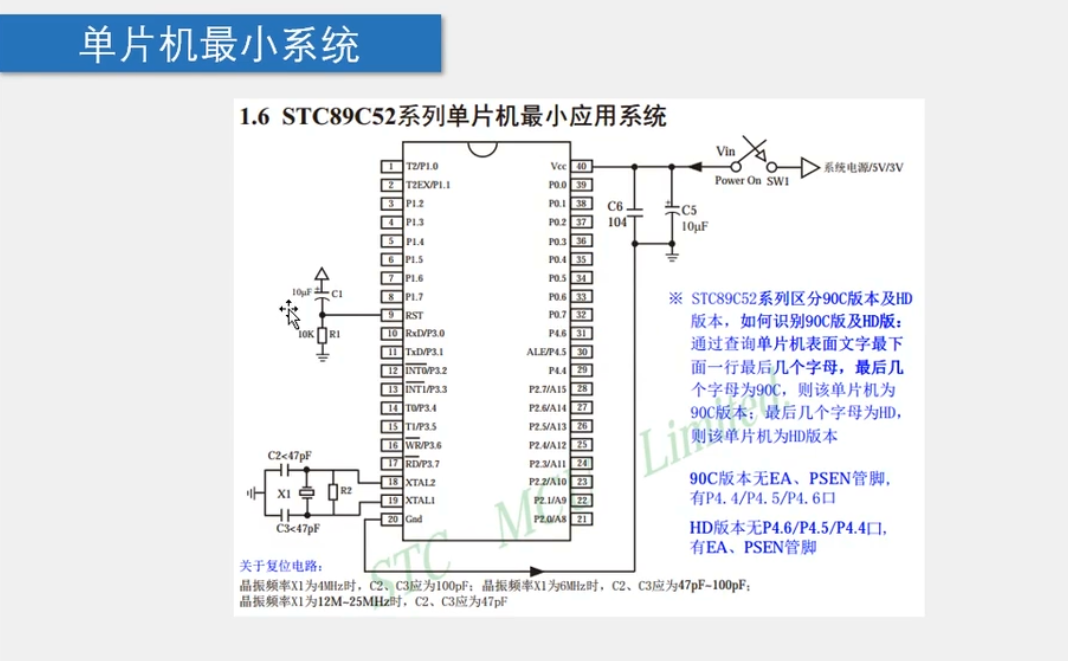 单片机最小系统
1.6 STC89C52系列单片机最小应用系统
1 T2/P1.0
2 T2EX/P1.1
3 P1.2
4 P1.3
5 P1.4
6 P1.5
7 P1.6
8 P1.7
9 RST
10 RxD/P3.0
11 TxD/P3.1
12 INT0/P3.2
13 INT1/P3.3
14 T0/P3.4
15 T1/P3.5
16 WR/P3.6
17 RD/P3.7
18 XTAL2
19 XTAL1
20 Gnd
Vcc 40
P0.0 39
P0.1 38
P0.2 37
P0.3 36
P0.4 35
P0.5 34
P0.6 33
P0.7 32
P4.6 31
ALE/P4.5 30
P4.4 29
P2.7/A15 28
P2.6/A14 27
P2.5/A13 26
P2.4/A12 25
P2.3/A11 24
P2.2/A10 23
P2.1/A9 22
P2.0/A8 21
10μF + C1
10K R1
C2<47pF
X1 R2
C3<47pF
Vin
Power On SW1
系统电源/5V/3V
C6
104
+ C5
10μF
※ STC89C52系列区分90C版本及HD
版本，如何识别90C版及HD版：
通过查询单片机表面文字最下
面一行最后几个字母，最后几
个字母为90C，则该单片机为
90C版本；最后几个字母为HD，
则该单片机为HD版本
90C版本无EA、PSEN管脚，
有P4.4/P4.5/P4.6口
HD版本无P4.6/P4.5/P4.4口，
有EA、PSEN管脚
STC MCU Limited.
关于复位电路：
晶振频率X1为4MHz时，C2、C3应为100pF；晶振频率X1为6MHz时，C2、C3应为47pF~100pF；
晶振频率X1为12M~25MHz时，C2、C3应为47pF